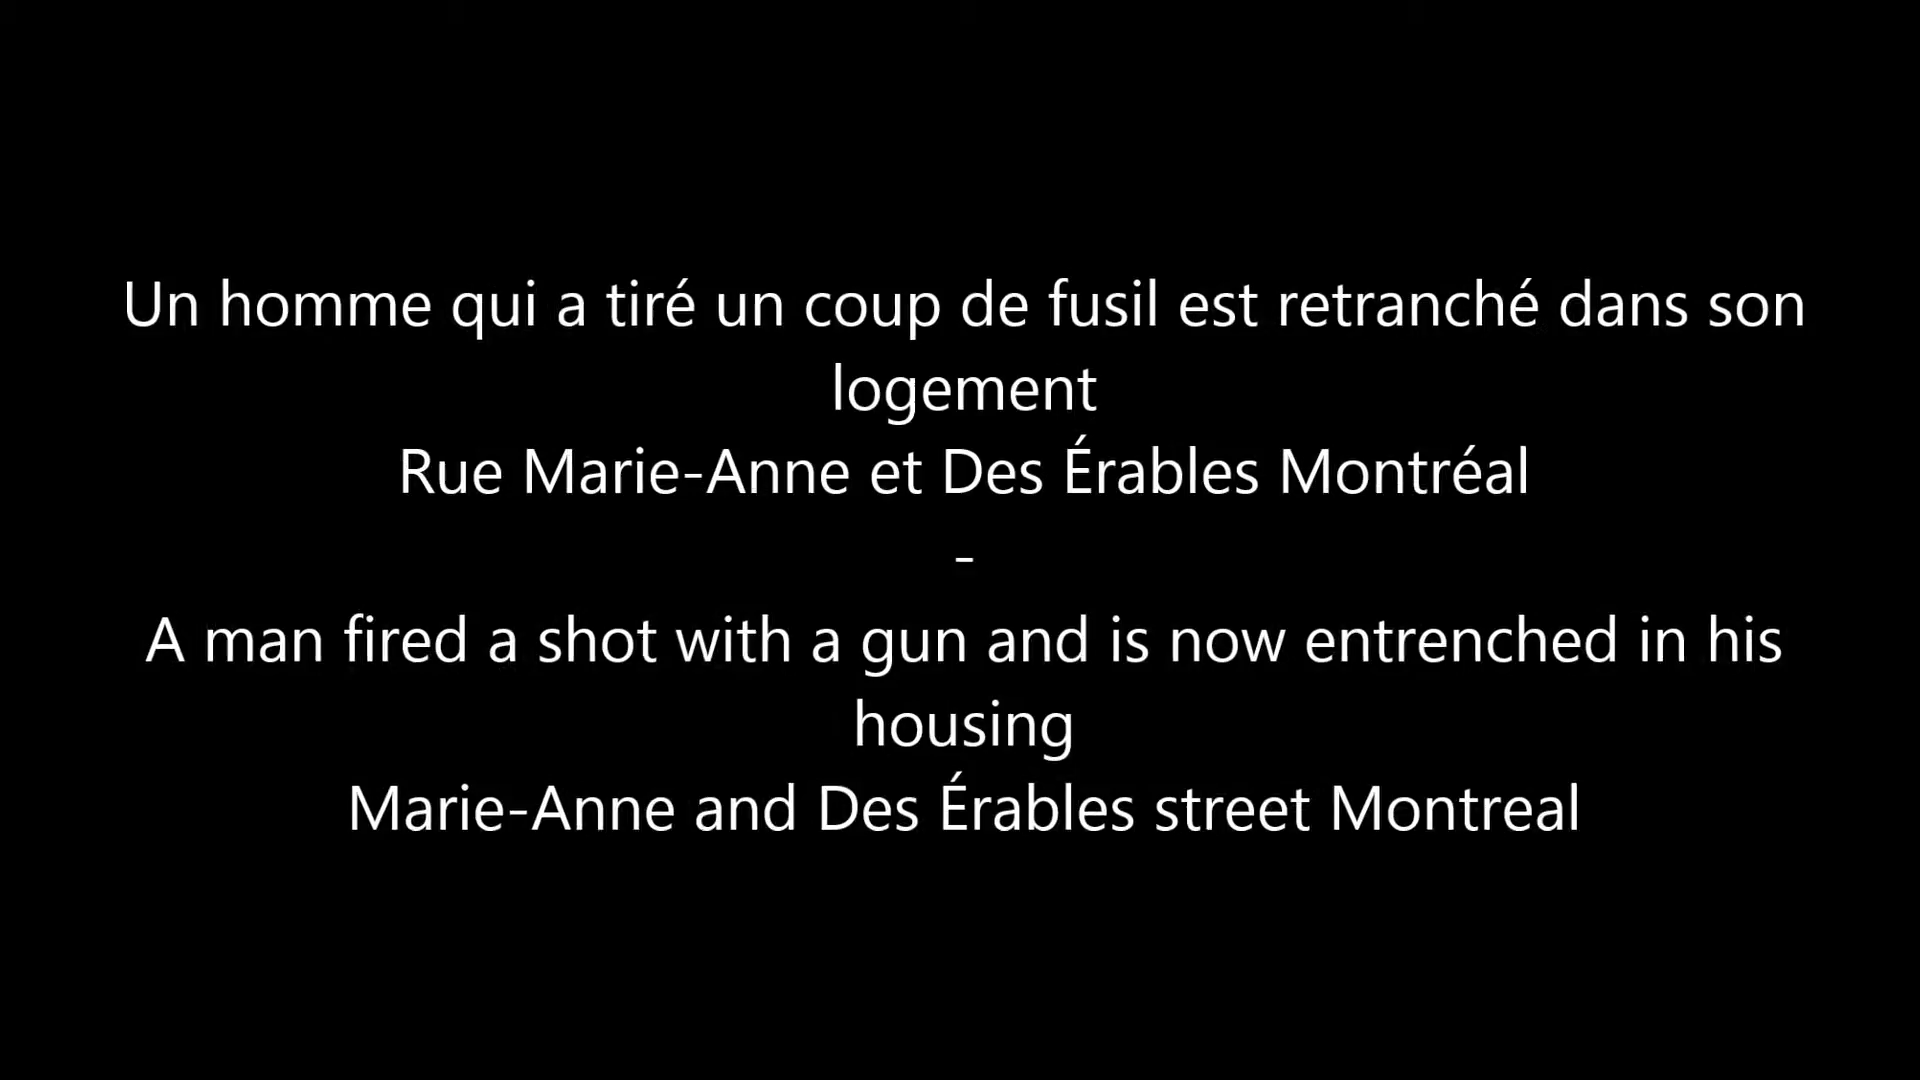 Un homme qui a tiré un coup de fusil est retranché dans son
logement
Rue Marie-Anne et Des Érables Montréal
-
A man fired a shot with a gun and is now entrenched in his
housing
Marie-Anne and Des Érables street Montreal